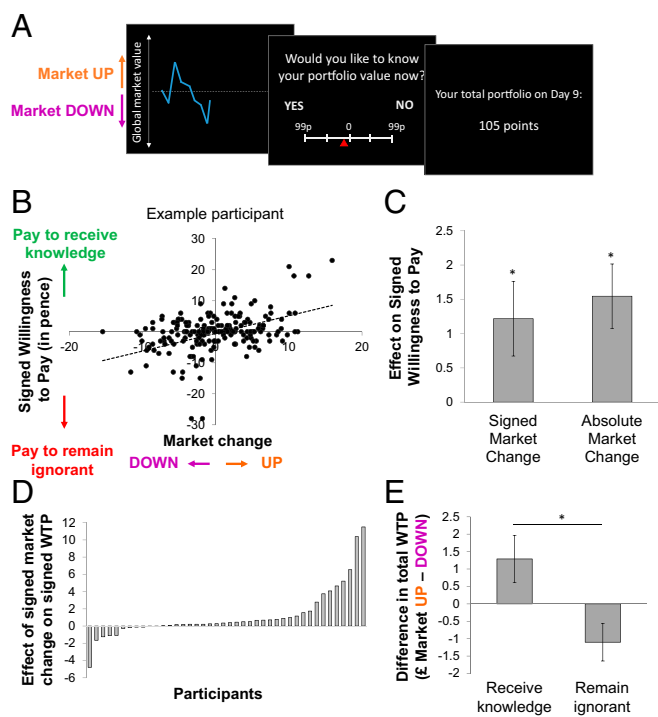 A
Market UP
Market DOWN
Global market value
Would you like to know
your portfolio value now?
YES
NO
99p
0
99p
Your total portfolio on Day 9:
105 points
B
Example participant
Pay to receive
knowledge
Signed Willingness
to Pay (in pence)
Pay to remain
ignorant
30
20
10
0
-10
-20
-30
-20
-10
0
10
20
Market change
DOWN
UP
C
Effect on Signed
Willingness to Pay
2.5
2
1.5
1
0.5
0
*
*
Signed
Market
Change
Absolute
Market
Change
D
Effect of signed market
change on signed WTP
12
10
8
6
4
2
0
-2
-4
-6
Participants
E
Difference in total WTP
(£ Market UP – DOWN)
2.5
2
1.5
1
0.5
0
-0.5
-1
-1.5
-2
*
Receive
knowledge
Remain
ignorant